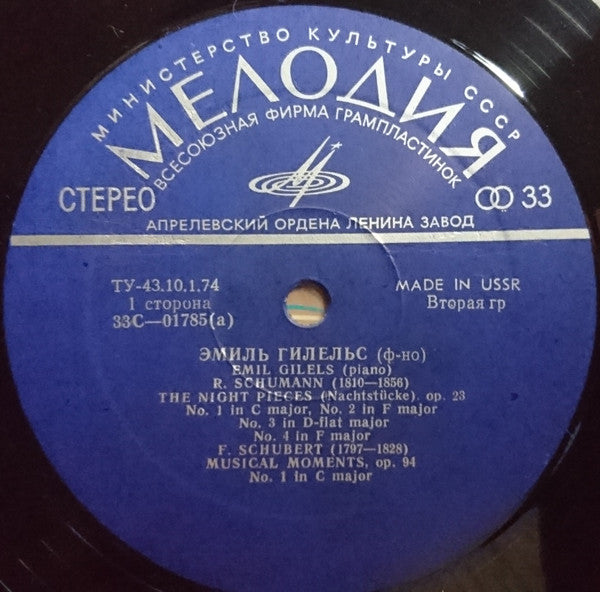 МИНИСТЕРСТВО КУЛЬТУРЫ СССР
МЕЛОДИЯ
ВСЕСОЮЗНАЯ ФИРМА ГРАМПЛАСТИНОК
СТЕРЕО
33
АПРЕЛЕВСКИЙ ОРДЕНА ЛЕНИНА ЗАВОД
ТУ-43.10.1.74
MADE IN USSR
1 сторона
Вторая гр
33С—01785(а)
ЭМИЛЬ ГИЛЕЛЬС (ф-но)
EMIL GILELS (piano)
R. SCHUMANN (1810—1856)
THE NIGHT PIECES (Nachtstücke). op. 23
No. 1 in C major, No. 2 in F major
No. 3 in D-flat major
No. 4 in F major
F. SCHUBERT (1797—1828)
MUSICAL MOMENTS, op. 94
No. 1 in C major